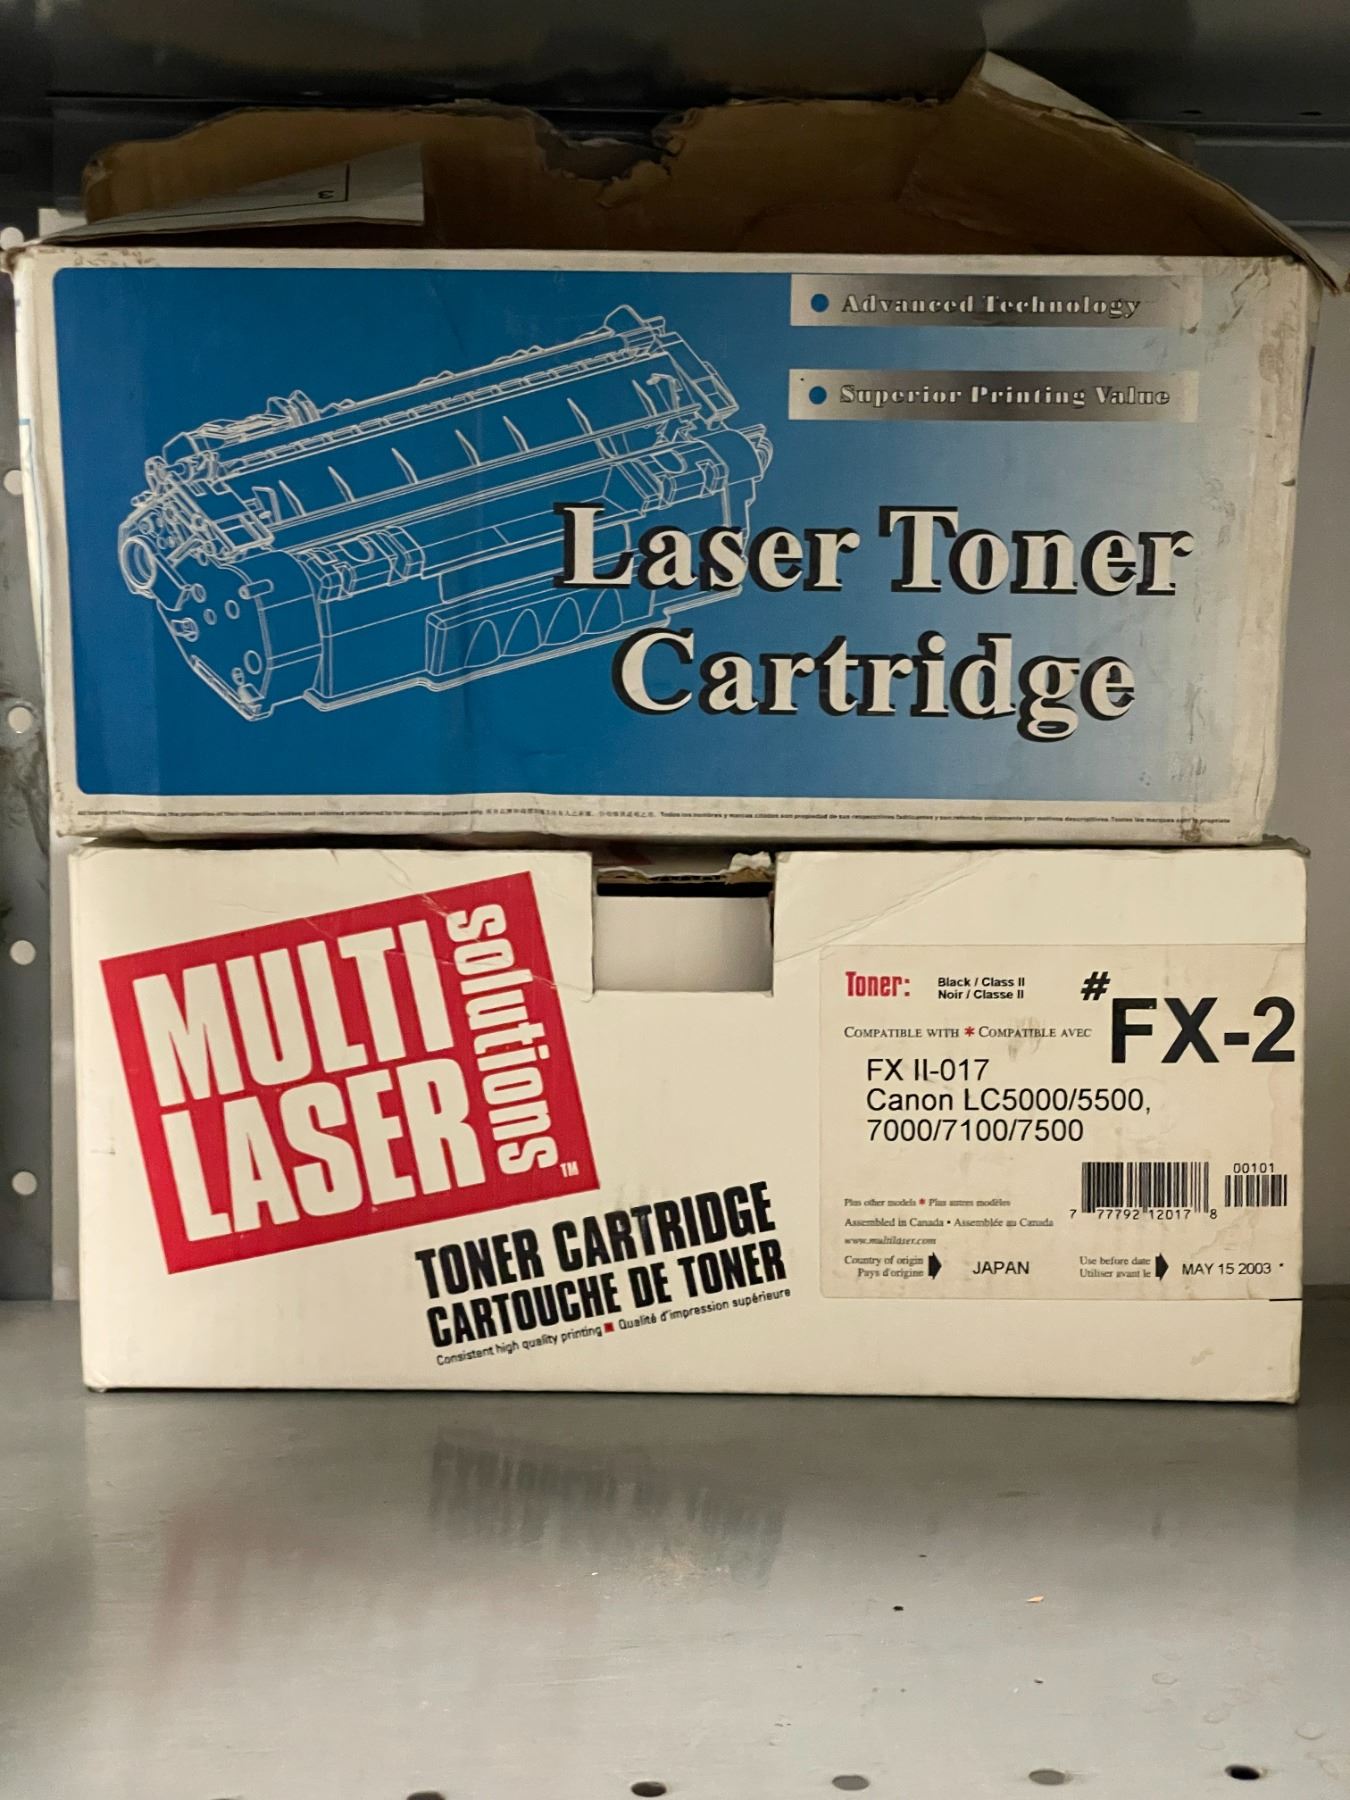 3
Advanced Technology
Superior Printing Value
Laser Toner
Cartridge
MULTI
LASER
solutions
TM
TONER CARTRIDGE
CARTOUCHE DE TONER
Consistent high quality printing Qualité d'impression supérieure
Toner: Black / Class II
Noir / Classe II
# FX-2
COMPATIBLE WITH * COMPATIBLE AVEC
FX II-017
Canon LC5000/5500,
7000/7100/7500
00101
7 77792 12017 8
Plus other models * Plus autres modèles
Assembled in Canada • Assemblée au Canada
www.multilaser.com
Country of origin
Pays d'origine
JAPAN
Use before date
Utiliser avant le
MAY 15 2003 *